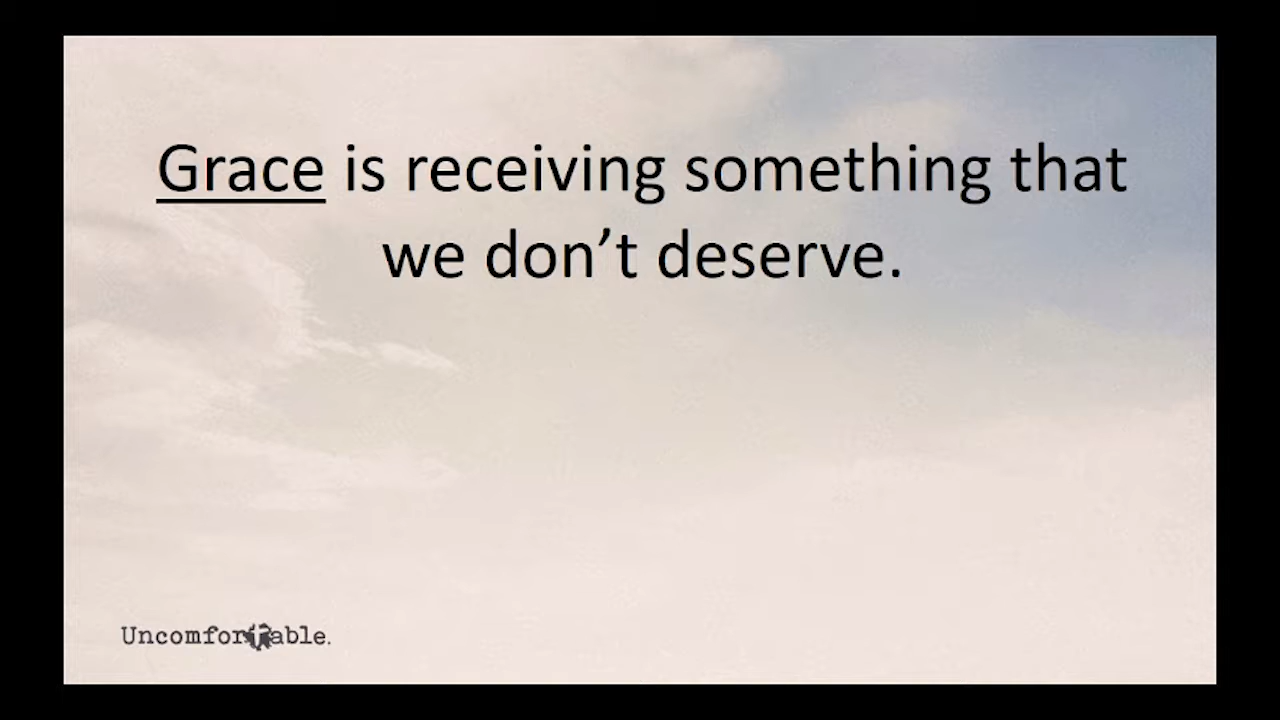 Grace is receiving something that
we don’t deserve.
Uncomfortable.